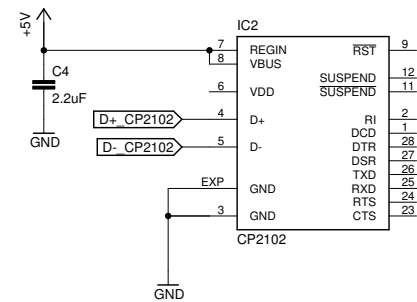 +5V
IC2
7 REGIN RST 9
8 VBUS
C4
2.2uF
SUSPEND 12
6 VDD SUSPEND 11
D+_CP2102 4 D+ RI 2
DCD 1
D-_CP2102 5 D- DTR 28
DSR 27
TXD 26
EXP GND RXD 25
RTS 24
3 GND CTS 23
GND
CP2102
GND